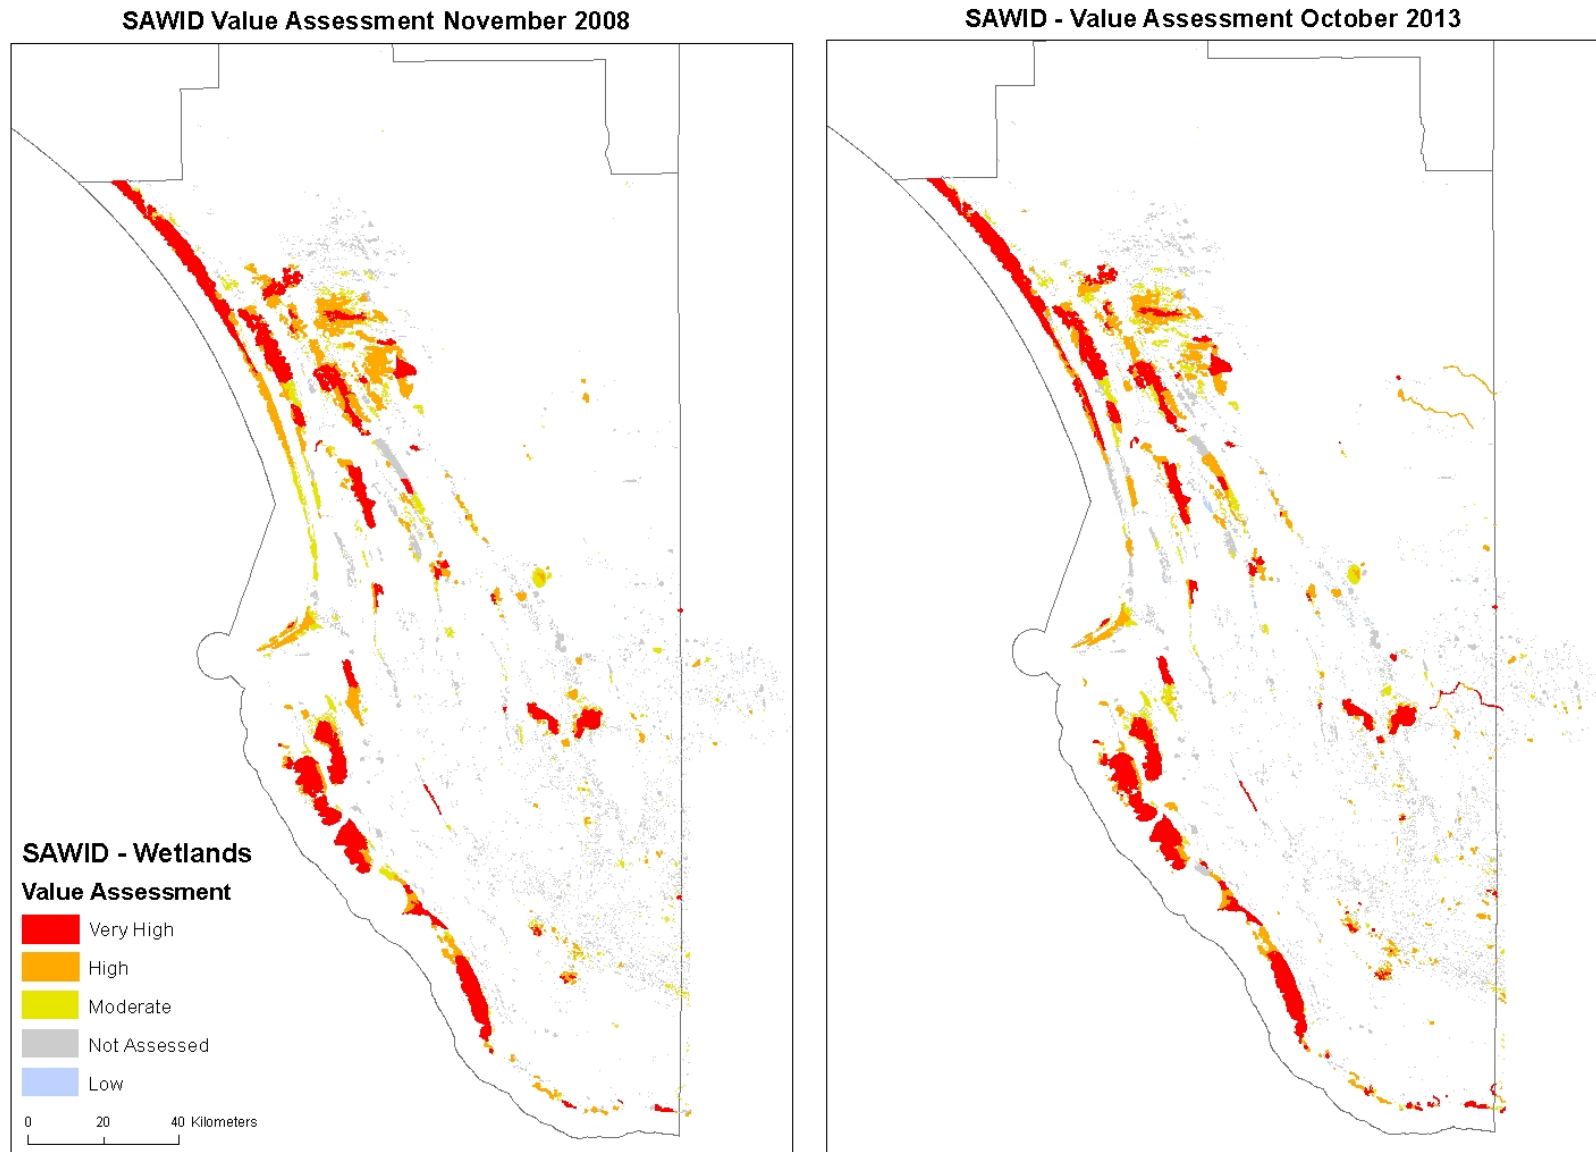 SAWID Value Assessment November 2008
SAWID - Value Assessment October 2013
SAWID - Wetlands
Value Assessment
Very High
High
Moderate
Not Assessed
Low
0 20 40 Kilometers